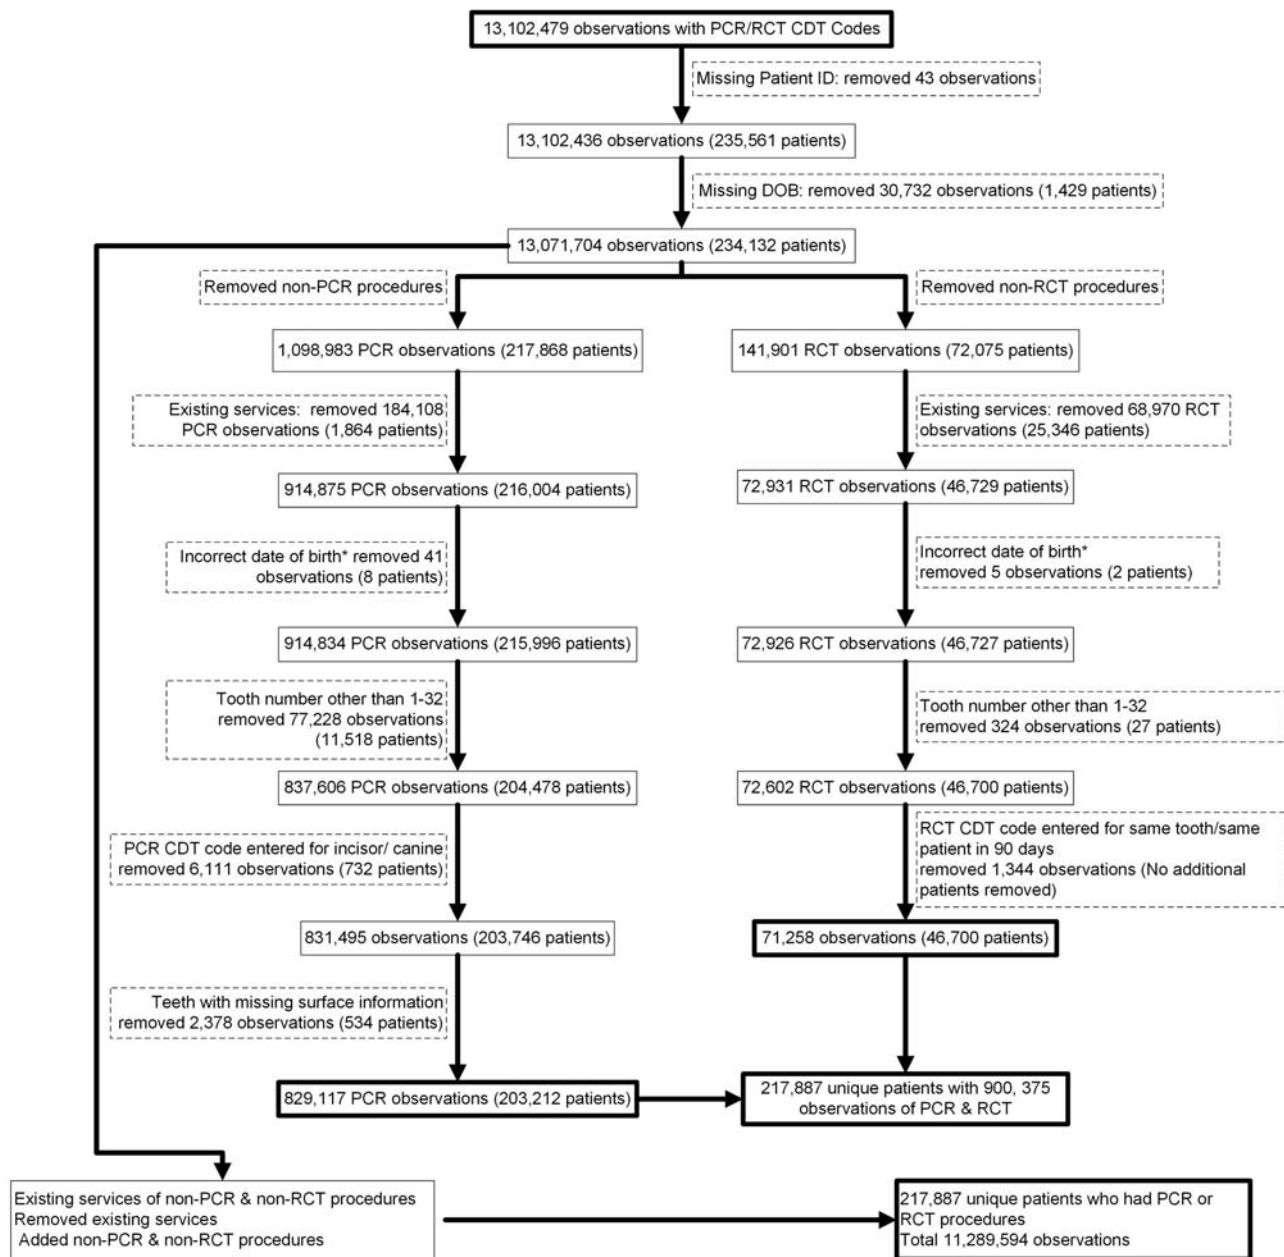 13,102,479 observations with PCR/RCT CDT Codes
Missing Patient ID: removed 43 observations
13,102,436 observations (235,561 patients)
Missing DOB: removed 30,732 observations (1,429 patients)
13,071,704 observations (234,132 patients)
Removed non-PCR procedures
Removed non-RCT procedures
1,098,983 PCR observations (217,868 patients)
141,901 RCT observations (72,075 patients)
Existing services: removed 184,108
PCR observations (1,864 patients)
Existing services: removed 68,970 RCT
observations (25,346 patients)
914,875 PCR observations (216,004 patients)
72,931 RCT observations (46,729 patients)
Incorrect date of birth* removed 41
observations (8 patients)
Incorrect date of birth*
removed 5 observations (2 patients)
914,834 PCR observations (215,996 patients)
72,926 RCT observations (46,727 patients)
Tooth number other than 1-32
removed 77,228 observations
(11,518 patients)
Tooth number other than 1-32
removed 324 observations (27 patients)
837,606 PCR observations (204,478 patients)
72,602 RCT observations (46,700 patients)
PCR CDT code entered for incisor/ canine
removed 6,111 observations (732 patients)
RCT CDT code entered for same tooth/same
patient in 90 days
removed 1,344 observations (No additional
patients removed)
831,495 observations (203,746 patients)
71,258 observations (46,700 patients)
Teeth with missing surface information
removed 2,378 observations (534 patients)
829,117 PCR observations (203,212 patients)
217,887 unique patients with 900, 375
observations of PCR & RCT
Existing services of non-PCR & non-RCT procedures
Removed existing services
Added non-PCR & non-RCT procedures
217,887 unique patients who had PCR or
RCT procedures
Total 11,289,594 observations